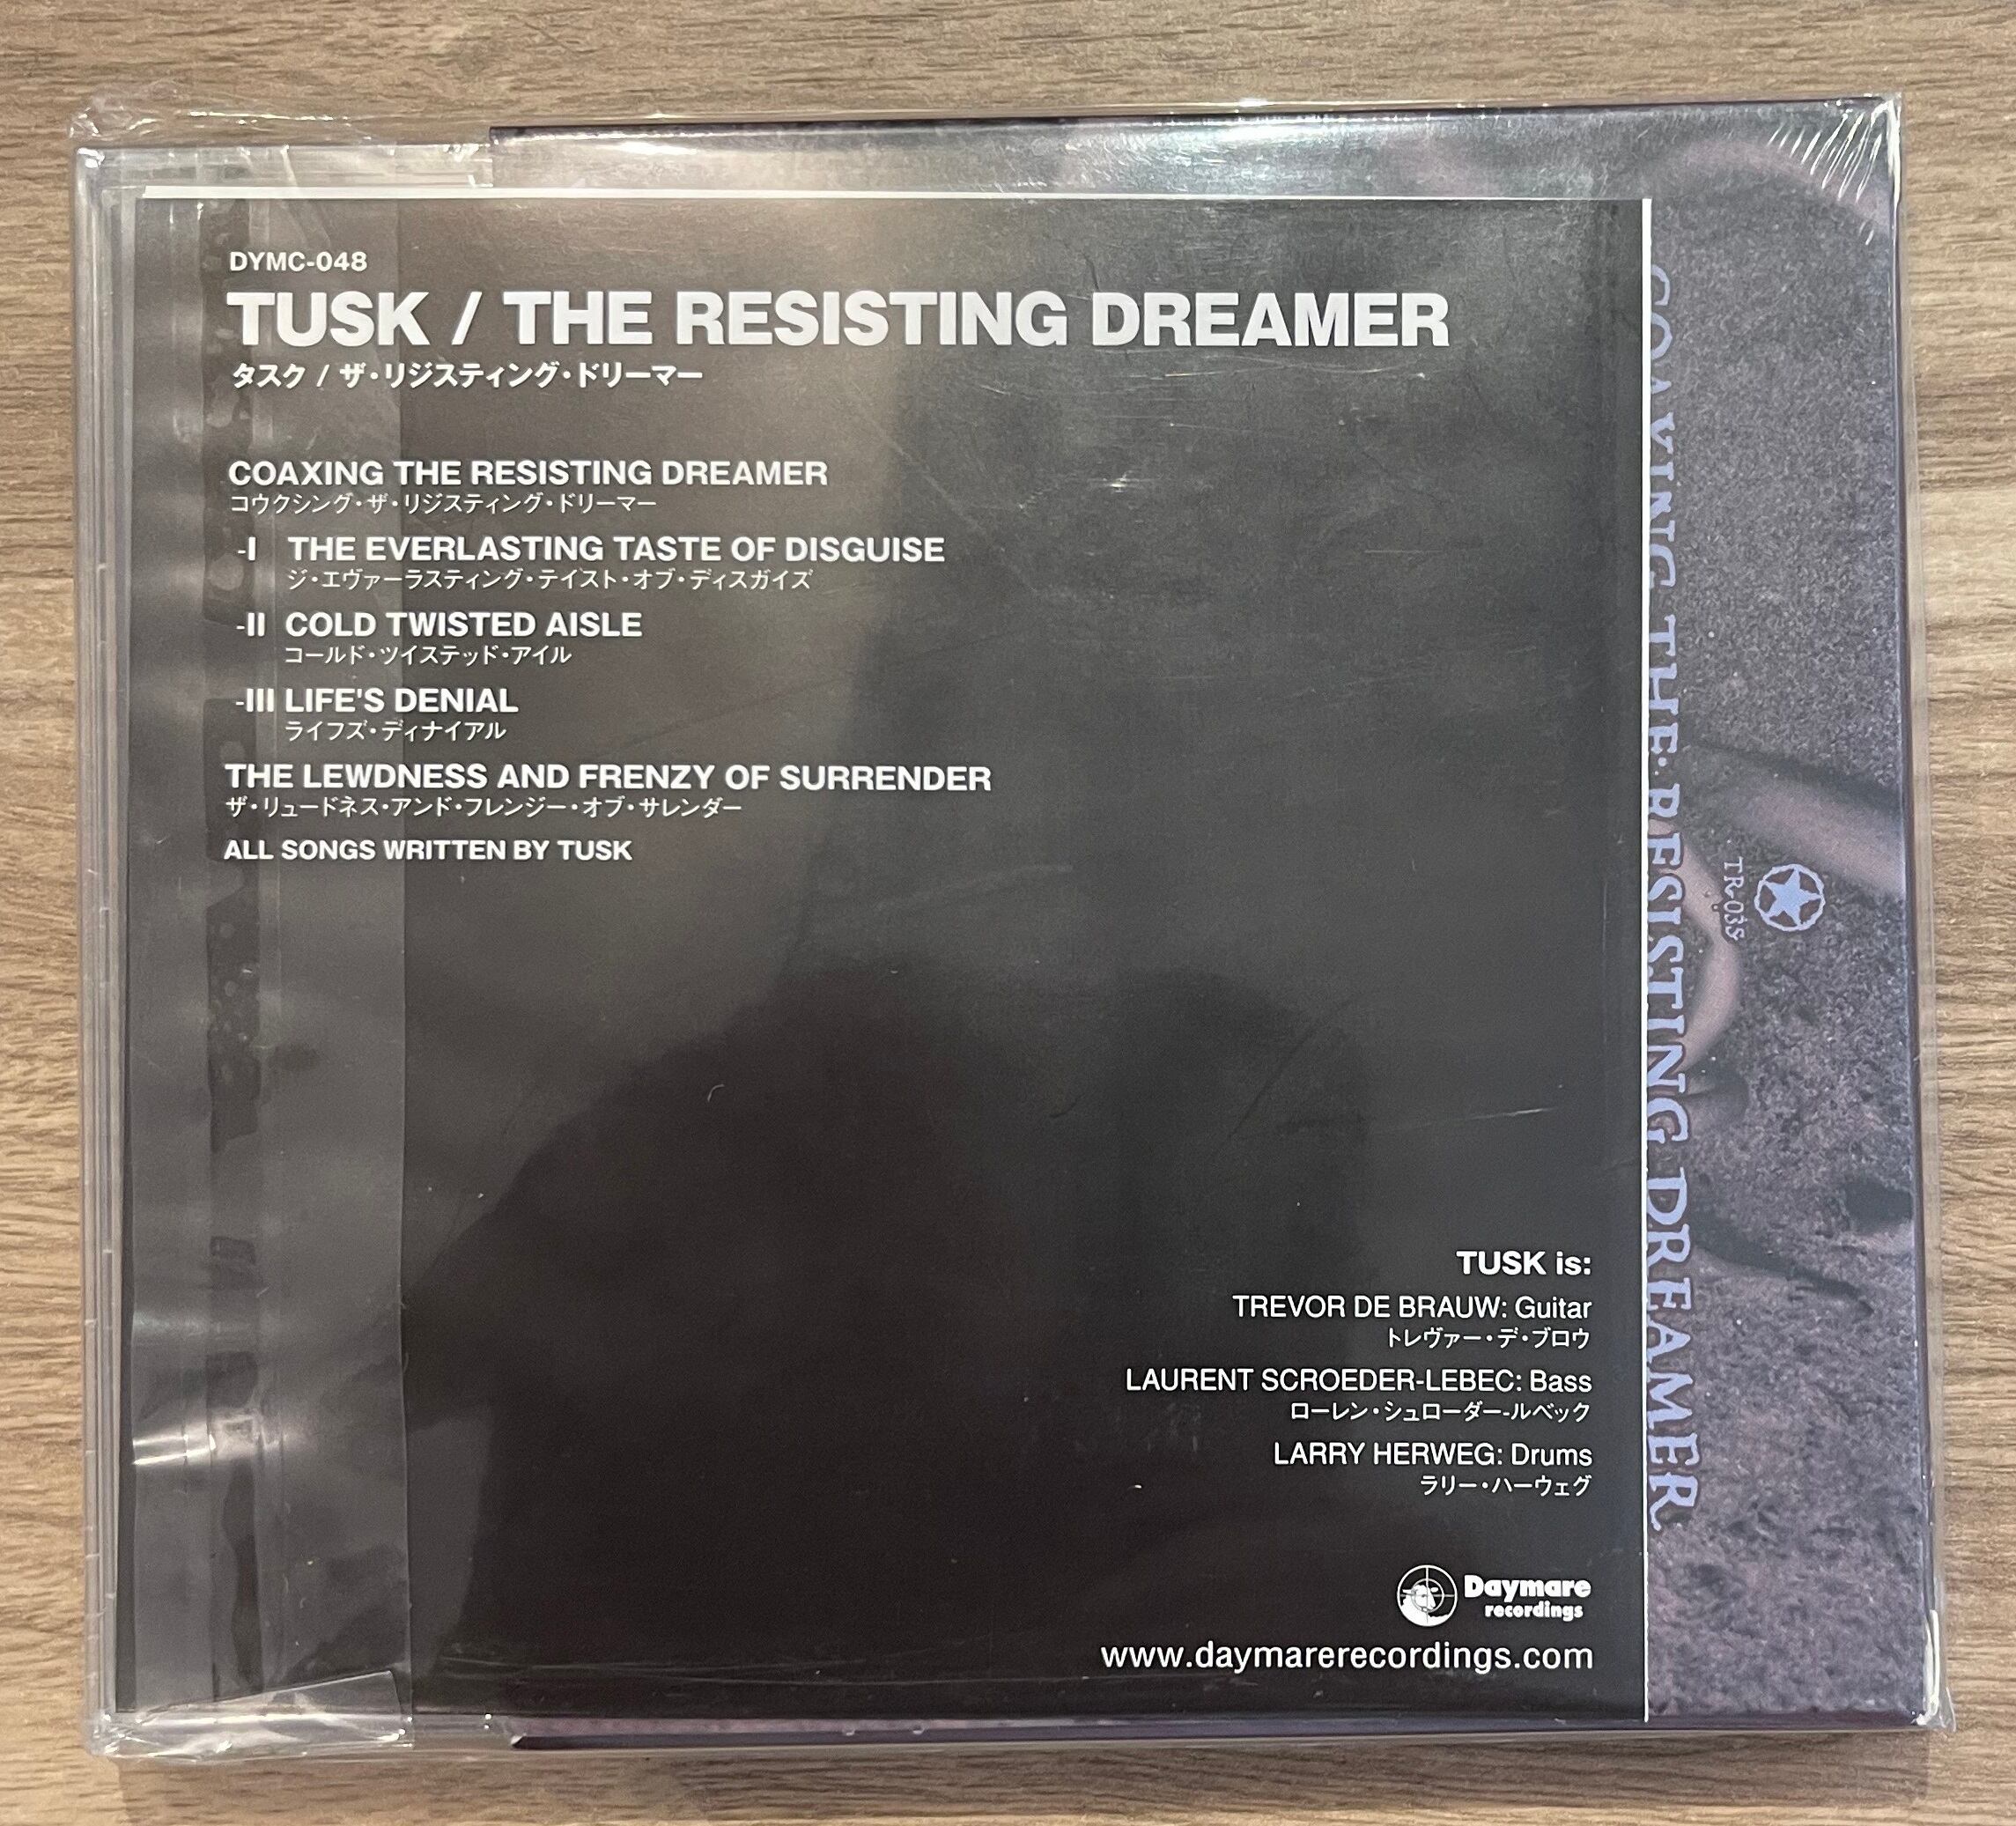 DYMC-048
TUSK / THE RESISTING DREAMER
タスク / ザ・リジスティング・ドリーマー
COAXING THE RESISTING DREAMER
コウクシング・ザ・リジスティング・ドリーマー
-I THE EVERLASTING TASTE OF DISGUISE
ジ・エヴァーラスティング・テイスト・オブ・ディスガイズ
-II COLD TWISTED AISLE
コールド・ツイステッド・アイル
-III LIFE'S DENIAL
ライフズ・ディナイアル
THE LEWDNESS AND FRENZY OF SURRENDER
ザ・リュードネス・アンド・フレンジー・オブ・サレンダー
ALL SONGS WRITTEN BY TUSK
TUSK is:
TREVOR DE BRAUW: Guitar
トレヴァー・デ・ブロウ
LAURENT SCROEDER-LEBEC: Bass
ローレン・シュローダー-ルベック
LARRY HERWEG: Drums
ラリー・ハーウェグ
Daymare
recordings
www.daymarerecordings.com
COAXING THE RESISTING DREAMER
TR035